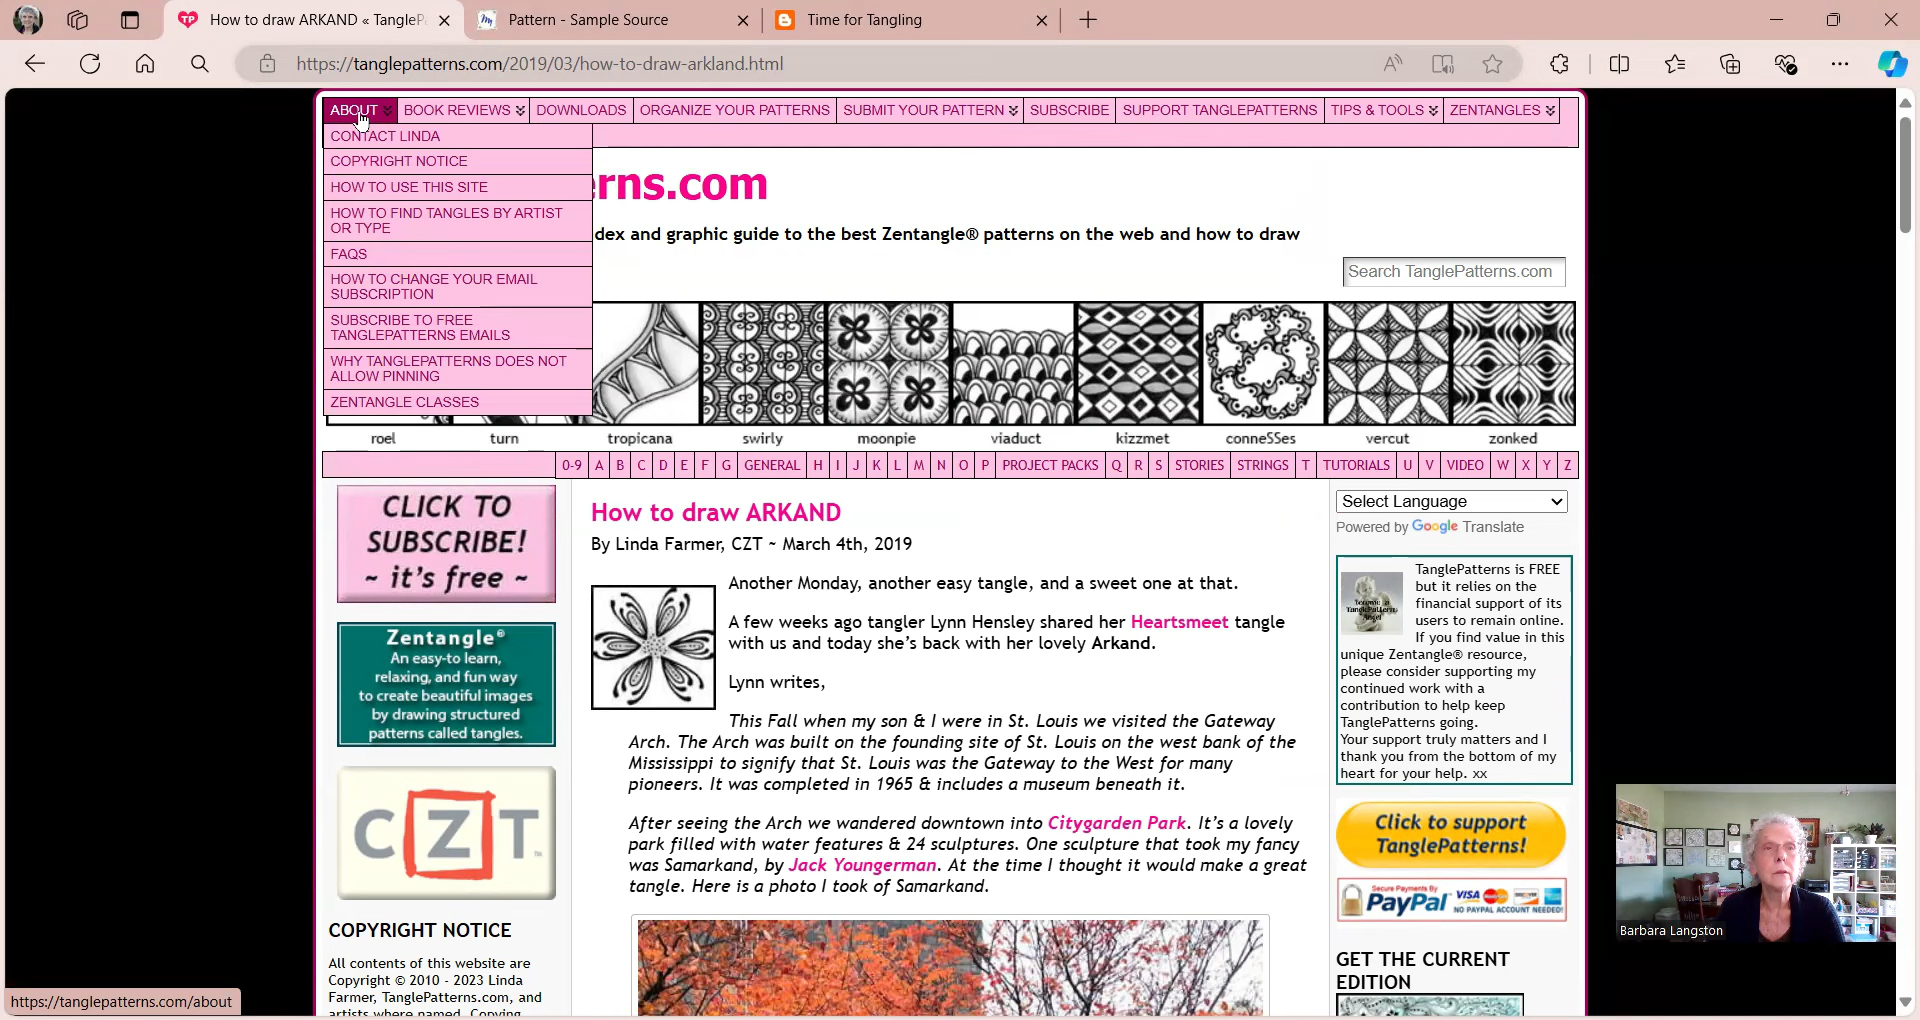 How to draw ARKAND « TangleP
Pattern - Sample Source
Time for Tangling
https://tanglepatterns.com/2019/03/how-to-draw-arkland.html
ABOUT BOOK REVIEWS DOWNLOADS ORGANIZE YOUR PATTERNS SUBMIT YOUR PATTERN SUBSCRIBE SUPPORT TANGLEPATTERNS TIPS & TOOLS ZENTANGLES
CONTACT LINDA
COPYRIGHT NOTICE
HOW TO USE THIS SITE
HOW TO FIND TANGLES BY ARTIST
OR TYPE
FAQS
HOW TO CHANGE YOUR EMAIL
SUBSCRIPTION
SUBSCRIBE TO FREE
TANGLEPATTERNS EMAILS
WHY TANGLEPATTERNS DOES NOT
ALLOW PINNING
ZENTANGLE CLASSES
erns.com
dex and graphic guide to the best Zentangle® patterns on the web and how to draw
Search TanglePatterns.com
roel turn tropicana swirly moonpie viaduct kizzmet conneSSes vercut zonked
0-9 A B C D E F G GENERAL H I J K L M N O P PROJECT PACKS Q R S STORIES STRINGS T TUTORIALS U V VIDEO W X Y Z
CLICK TO
SUBSCRIBE!
~ it's free ~
Zentangle®
An easy-to learn,
relaxing, and fun way
to create beautiful images
by drawing structured
patterns called tangles.
CZT™
COPYRIGHT NOTICE
All contents of this website are
Copyright © 2010 - 2023 Linda
Farmer, TanglePatterns.com, and
artists where named. Copying,
How to draw ARKAND
By Linda Farmer, CZT ~ March 4th, 2019
Another Monday, another easy tangle, and a sweet one at that.
A few weeks ago tangler Lynn Hensley shared her Heartsmeet tangle
with us and today she's back with her lovely Arkand.
Lynn writes,
This Fall when my son & I were in St. Louis we visited the Gateway
Arch. The Arch was built on the founding site of St. Louis on the west bank of the
Mississippi to signify that St. Louis was the Gateway to the West for many
pioneers. It was completed in 1965 & includes a museum beneath it.
After seeing the Arch we wandered downtown into Citygarden Park. It's a lovely
park filled with water features & 24 sculptures. One sculpture that took my fancy
was Samarkand, by Jack Youngerman. At the time I thought it would make a great
tangle. Here is a photo I took of Samarkand.
Select Language
Powered by Google Translate
TanglePatterns is FREE
but it relies on the
financial support of its
users to remain online.
If you find value in this
unique Zentangle® resource,
please consider supporting my
continued work with a
contribution to help keep
TanglePatterns going.
Your support truly matters and I
thank you from the bottom of my
heart for your help. xx
Click to support
TanglePatterns!
Secure Payments By
PayPal VISA DISCOVER
NO PAYPAL ACCOUNT NEEDED!
GET THE CURRENT
EDITION
Barbara Langston
https://tanglepatterns.com/about